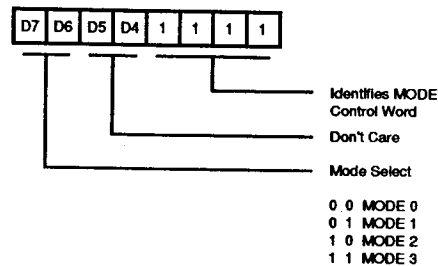 D7 D6 D5 D4 1 1 1 1
Identifies MODE
Control Word
Don't Care
Mode Select
0 0 MODE 0
0 1 MODE 1
1 0 MODE 2
1 1 MODE 3